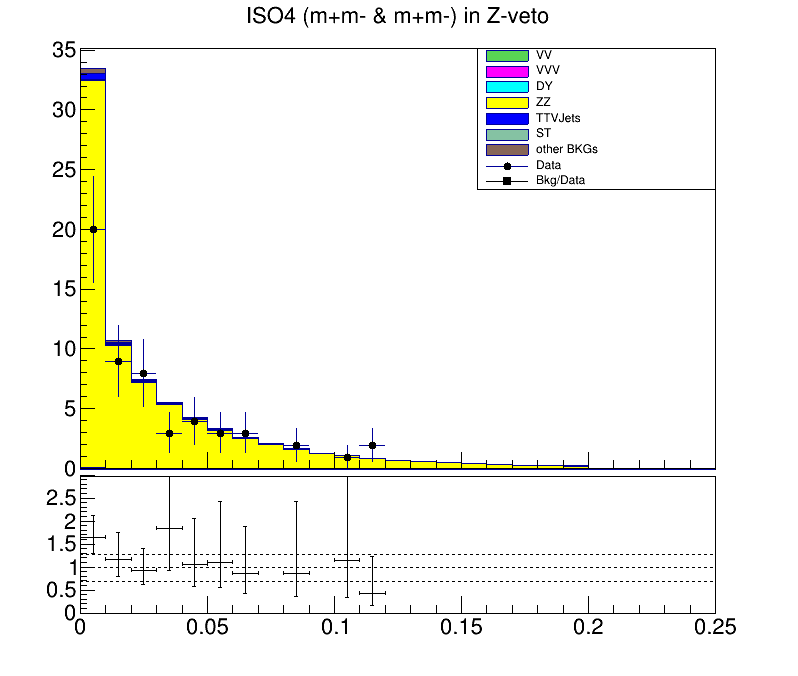 ISO4 (m+m- & m+m-) in Z-veto
35
30
25
20
15
10
5
0
VV
VVV
DY
ZZ
TTVJets
ST
other BKGs
Data
Bkg/Data
2.5
2
1.5
1
0.5
0
0 0.05 0.1 0.15 0.2 0.25